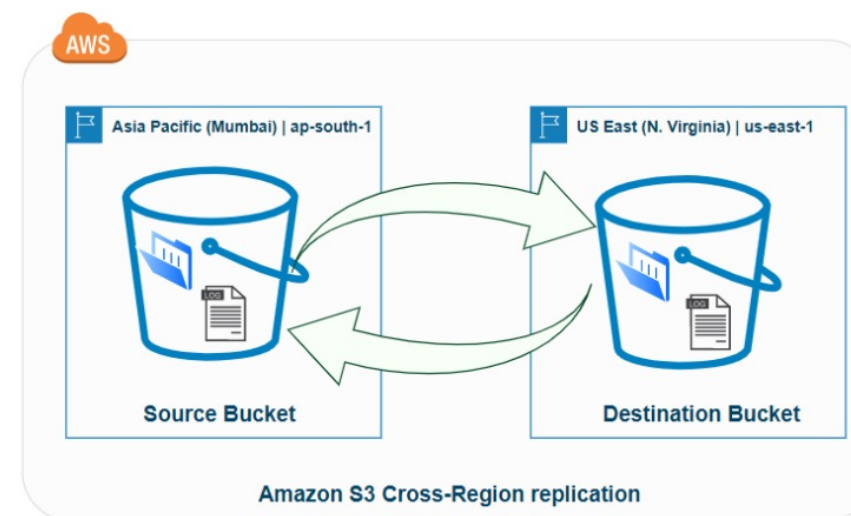 AWS
Asia Pacific (Mumbai) | ap-south-1
US East (N. Virginia) | us-east-1
LOG
LOG
Source Bucket
Destination Bucket
Amazon S3 Cross-Region replication